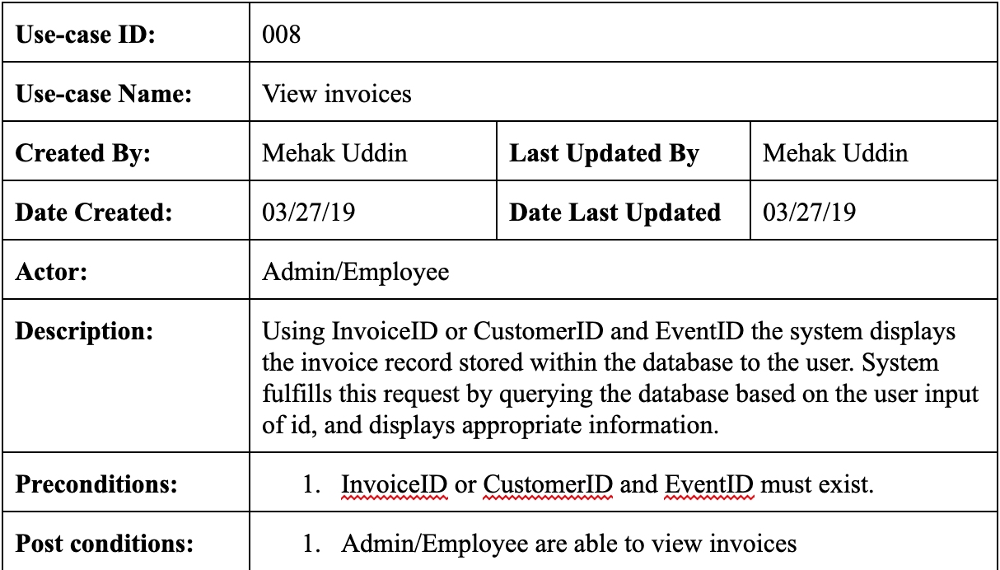 Use-case ID: 008
Use-case Name: View invoices
Created By: Mehak Uddin Last Updated By Mehak Uddin
Date Created: 03/27/19 Date Last Updated 03/27/19
Actor: Admin/Employee
Description: Using InvoiceID or CustomerID and EventID the system displays
the invoice record stored within the database to the user. System
fulfills this request by querying the database based on the user input
of id, and displays appropriate information.
Preconditions: 1. InvoiceID or CustomerID and EventID must exist.
Post conditions: 1. Admin/Employee are able to view invoices